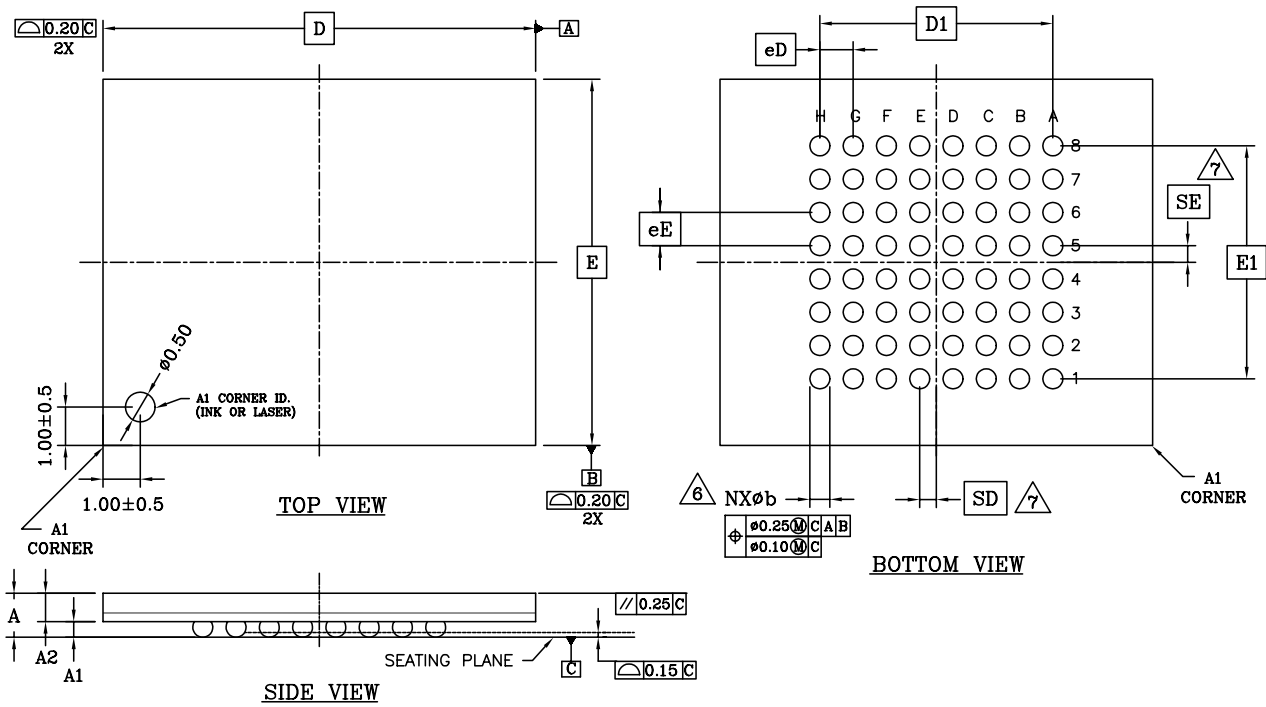 0.20 C
2X
D
A
E
ø0.50
A1 CORNER ID.
(INK OR LASER)
1.00±0.5
1.00±0.5
A1
CORNER
TOP VIEW
B
0.20 C
2X
D1
eD
H G F E D C B A
8
7
6
5
4
3
2
1
7
SE
eE
E1
6 NXøb
ø0.25 M C A B
ø0.10 M C
SD 7
A1
CORNER
BOTTOM VIEW
A
A2
A1
// 0.25 C
SEATING PLANE
C
0.15 C
SIDE VIEW